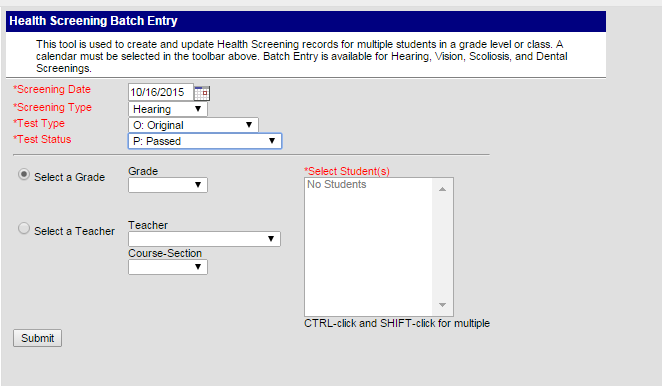 Health Screening Batch Entry
This tool is used to create and update Health Screening records for multiple students in a grade level or class. A
calendar must be selected in the toolbar above. Batch Entry is available for Hearing, Vision, Scoliosis, and Dental
Screenings.
*Screening Date 10/16/2015
*Screening Type Hearing
*Test Type O: Original
*Test Status P: Passed
Select a Grade
Grade
*Select Student(s)
No Students
Select a Teacher
Teacher
Course-Section
CTRL-click and SHIFT-click for multiple
Submit